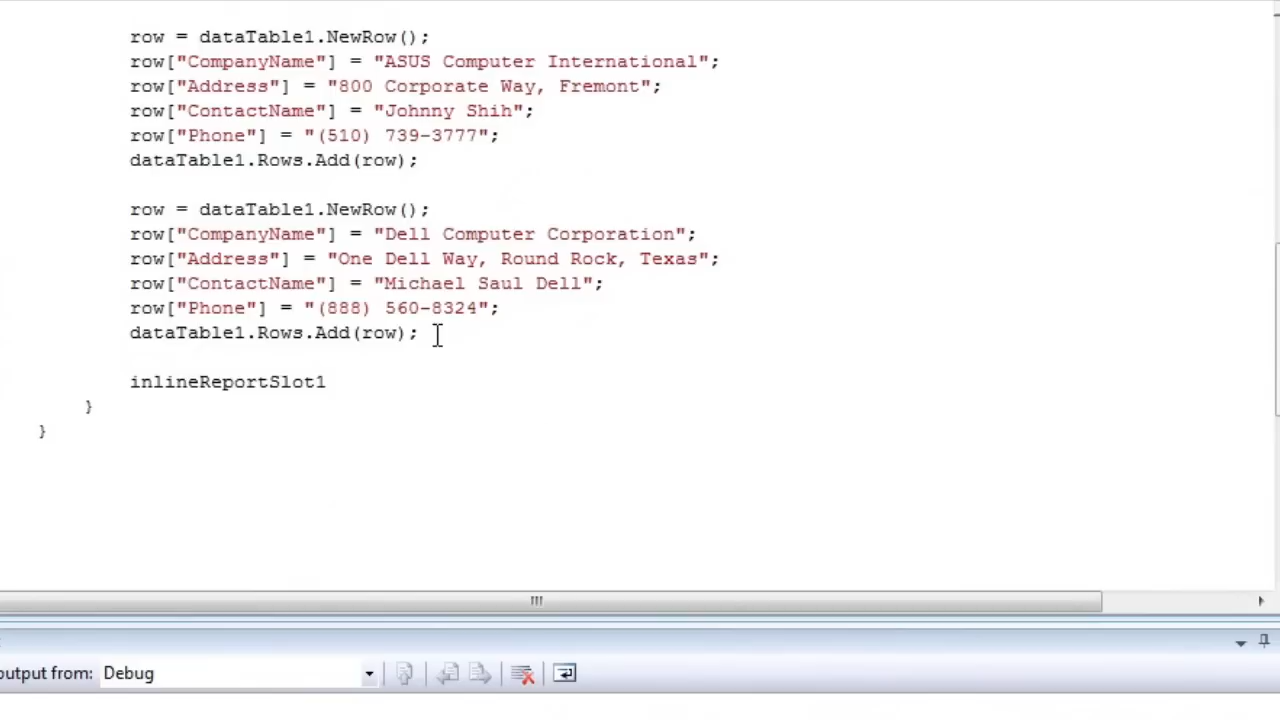 row = dataTable1.NewRow();
row["CompanyName"] = "ASUS Computer International";
row["Address"] = "800 Corporate Way, Fremont";
row["ContactName"] = "Johnny Shih";
row["Phone"] = "(510) 739-3777";
dataTable1.Rows.Add(row);
row = dataTable1.NewRow();
row["CompanyName"] = "Dell Computer Corporation";
row["Address"] = "One Dell Way, Round Rock, Texas";
row["ContactName"] = "Michael Saul Dell";
row["Phone"] = "(888) 560-8324";
dataTable1.Rows.Add(row);
inlineReportSlot1
}
}
output from: Debug